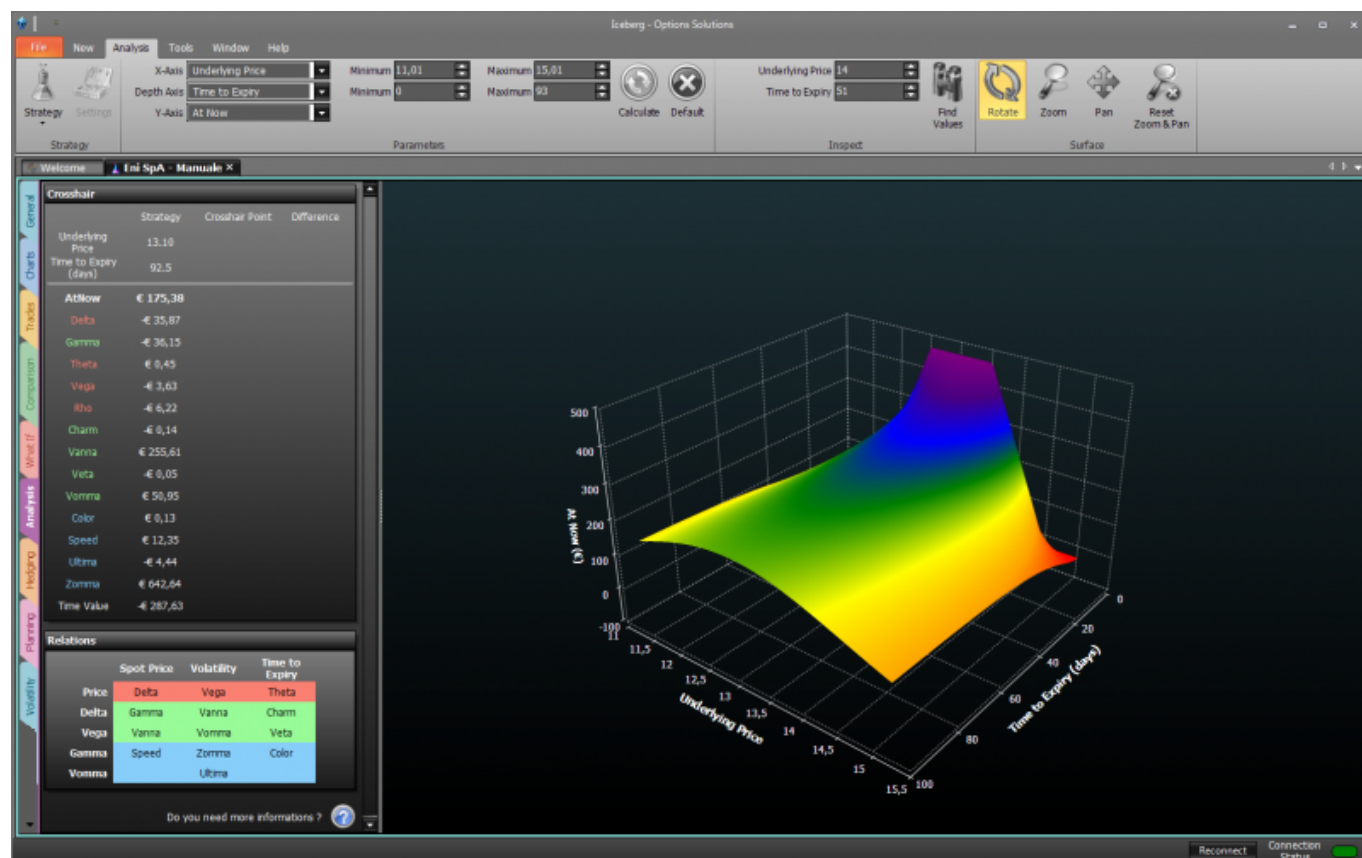 Iceberg - Options Solutions
File New Analysis Tools Window Help
X-Axis Underlying Price Minimum 11,01 Maximum 15,01 Underlying Price 14
Depth Axis Time to Expiry Minimum 0 Maximum 93 Time to Expiry 51
Y-Axis At Now
Strategy Settings Calculate Default Find Values Rotate Zoom Pan Reset Zoom & Pan
Strategy Parameters Inspect Surface
Welcome Eni SpA - Manuale ×
General
Charts
Trades
Comparison
What If
Analysis
Hedging
Planning
Volatility
Crosshair
Strategy Crosshair Point Difference
Underlying Price 13.10
Time to Expiry (days) 92.5
AtNow € 175,38
Delta -€ 35,87
Gamma -€ 36,15
Theta € 0,45
Vega -€ 3,63
Rho -€ 6,22
Charm -€ 0,14
Vanna € 255,61
Veta -€ 0,05
Vomma € 50,95
Color € 0,13
Speed € 12,35
Ultima -€ 4,44
Zomma € 642,64
Time Value -€ 287,63
Relations
Spot Price Volatility Time to Expiry
Price Delta Vega Theta
Delta Gamma Vanna Charm
Vega Vanna Vomma Veta
Gamma Speed Zomma Color
Vomma Ultima
Do you need more informations ?
500
400
300
200
100
0
-100
At Now (€)
11
11,5
12
12,5
13
13,5
14
14,5
15
15,5
Underlying Price
0
20
40
60
80
100
Time to Expiry (days)
Reconnect Connection Status